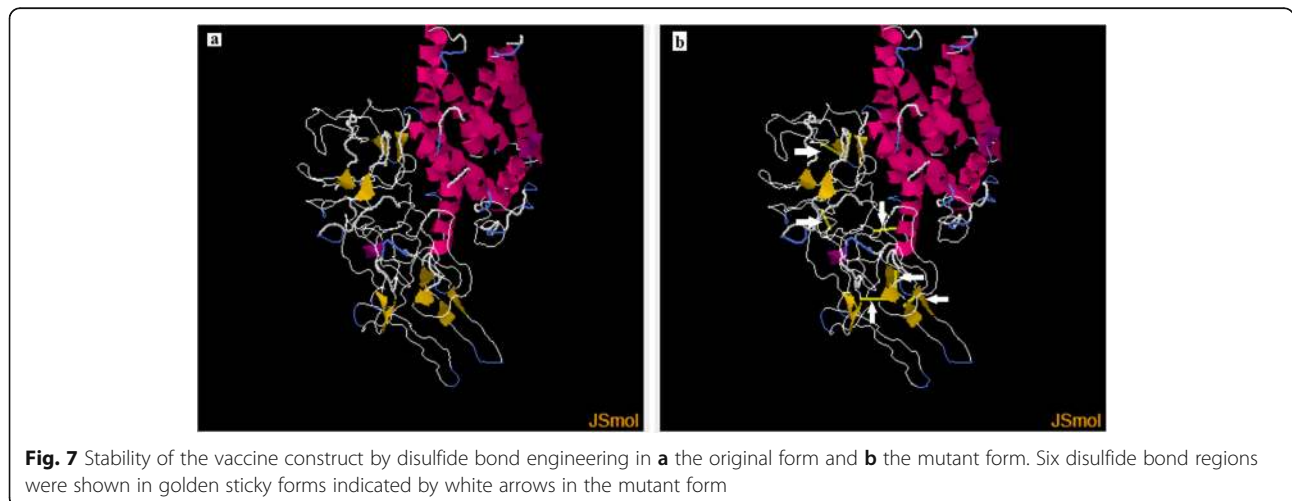 a
b
JSmol
JSmol
Fig. 7 Stability of the vaccine construct by disulfide bond engineering in a the original form and b the mutant form. Six disulfide bond regions
were shown in golden sticky forms indicated by white arrows in the mutant form